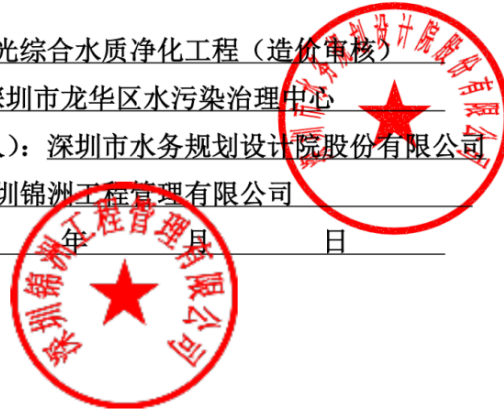 光综合水质净化工程（造价审核）
深圳市龙华区水污染治理中心
）：深圳市水务规划设计院股份有限公司
圳锦洲工程管理有限公司
年 月 日
深圳市水务规划设计院股份有限公司
深圳锦洲工程管理有限公司